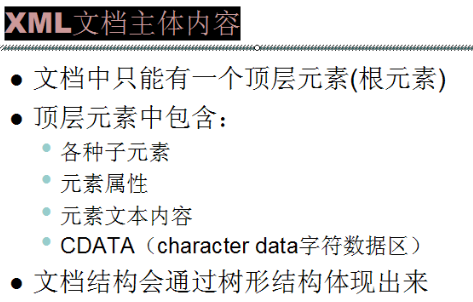 XML文档主体内容
● 文档中只能有一个顶层元素(根元素)
● 顶层元素中包含：
• 各种子元素
• 元素属性
• 元素文本内容
• CDATA（character data字符数据区）
● 文档结构会通过树形结构体现出来